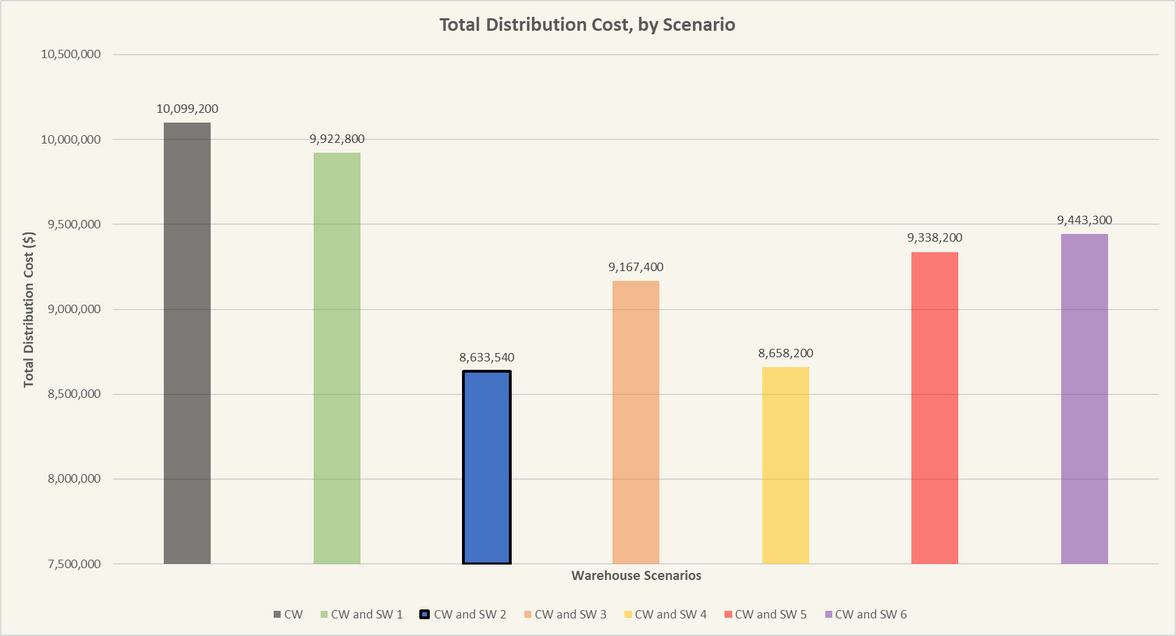 Total Distribution Cost, by Scenario
10,500,000
10,000,000
9,500,000
9,000,000
8,500,000
8,000,000
7,500,000
Total Distribution Cost ($)
10,099,200
9,922,800
8,633,540
9,167,400
8,658,200
9,338,200
9,443,300
Warehouse Scenarios
CW
CW and SW 1
CW and SW 2
CW and SW 3
CW and SW 4
CW and SW 5
CW and SW 6